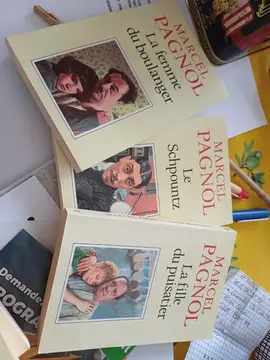 MARCEL
PAGNOL
La femme
du boulanger
MARCEL
PAGNOL
Le
Schpountz
MARCEL
PAGNOL
La fille
du puisatier
Demande